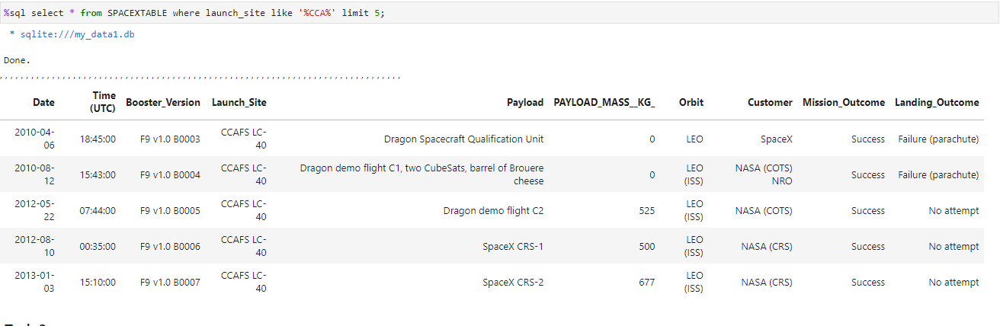 %sql select * from SPACEXTABLE where launch_site like '%CCA%' limit 5;
* sqlite:///my_data1.db
Done.
Date Time (UTC) Booster_Version Launch_Site Payload PAYLOAD_MASS__KG_ Orbit Customer Mission_Outcome Landing_Outcome
2010-04-06 18:45:00 F9 v1.0 B0003 CCAFS LC-40 Dragon Spacecraft Qualification Unit 0 LEO SpaceX Success Failure (parachute)
2010-08-12 15:43:00 F9 v1.0 B0004 CCAFS LC-40 Dragon demo flight C1, two CubeSats, barrel of Brouere cheese 0 LEO (ISS) NASA (COTS) NRO Success Failure (parachute)
2012-05-22 07:44:00 F9 v1.0 B0005 CCAFS LC-40 Dragon demo flight C2 525 LEO (ISS) NASA (COTS) Success No attempt
2012-08-10 00:35:00 F9 v1.0 B0006 CCAFS LC-40 SpaceX CRS-1 500 LEO (ISS) NASA (CRS) Success No attempt
2013-01-03 15:10:00 F9 v1.0 B0007 CCAFS LC-40 SpaceX CRS-2 677 LEO (ISS) NASA (CRS) Success No attempt